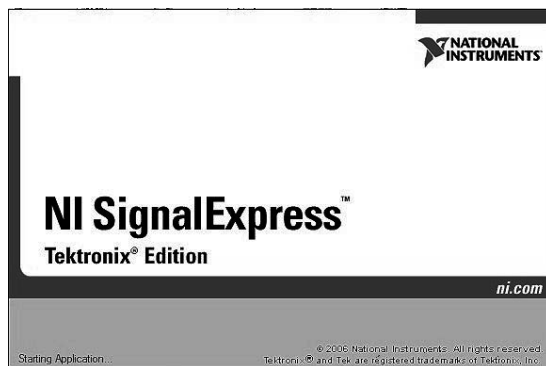 NATIONAL
INSTRUMENTS
NI SignalExpress™
Tektronix® Edition
ni.com
© 2006 National Instruments. All rights reserved.
Starting Application...
Tektronix® and Tek are registered trademarks of Tektronix, Inc.